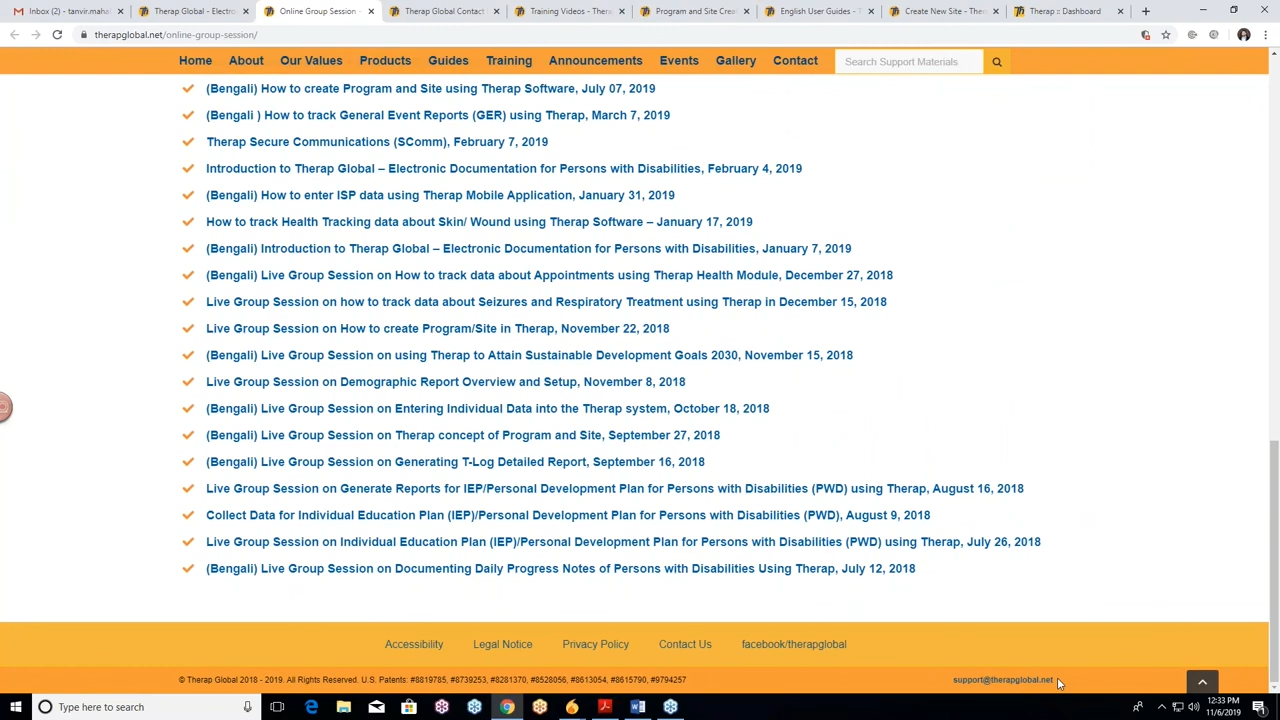 Inbox (2) - tanvir.mahal
Therap Global - Electro
Online Group Session
Therap Global Contact
Training Videos - There
Program and Site Crea
English User Guides - T
Create New Site - Ther
Therap :: Dashboard
therapglobal.net/online-group-session/
Home About Our Values Products Guides Training Announcements Events Gallery Contact Search Support Materials
(Bengali) How to create Program and Site using Therap Software, July 07, 2019
(Bengali ) How to track General Event Reports (GER) using Therap, March 7, 2019
Therap Secure Communications (SComm), February 7, 2019
Introduction to Therap Global – Electronic Documentation for Persons with Disabilities, February 4, 2019
(Bengali) How to enter ISP data using Therap Mobile Application, January 31, 2019
How to track Health Tracking data about Skin/ Wound using Therap Software – January 17, 2019
(Bengali) Introduction to Therap Global – Electronic Documentation for Persons with Disabilities, January 7, 2019
(Bengali) Live Group Session on How to track data about Appointments using Therap Health Module, December 27, 2018
Live Group Session on how to track data about Seizures and Respiratory Treatment using Therap in December 15, 2018
Live Group Session on How to create Program/Site in Therap, November 22, 2018
(Bengali) Live Group Session on using Therap to Attain Sustainable Development Goals 2030, November 15, 2018
Live Group Session on Demographic Report Overview and Setup, November 8, 2018
(Bengali) Live Group Session on Entering Individual Data into the Therap system, October 18, 2018
(Bengali) Live Group Session on Therap concept of Program and Site, September 27, 2018
(Bengali) Live Group Session on Generating T-Log Detailed Report, September 16, 2018
Live Group Session on Generate Reports for IEP/Personal Development Plan for Persons with Disabilities (PWD) using Therap, August 16, 2018
Collect Data for Individual Education Plan (IEP)/Personal Development Plan for Persons with Disabilities (PWD), August 9, 2018
Live Group Session on Individual Education Plan (IEP)/Personal Development Plan for Persons with Disabilities (PWD) using Therap, July 26, 2018
(Bengali) Live Group Session on Documenting Daily Progress Notes of Persons with Disabilities Using Therap, July 12, 2018
Accessibility Legal Notice Privacy Policy Contact Us facebook/therapglobal
© Therap Global 2018 - 2019. All Rights Reserved. U.S. Patents: #8819785, #8739253, #8281370, #8528056, #8613054, #8615790, #9794257 support@therapglobal.net
Type here to search
12:33 PM
11/6/2019